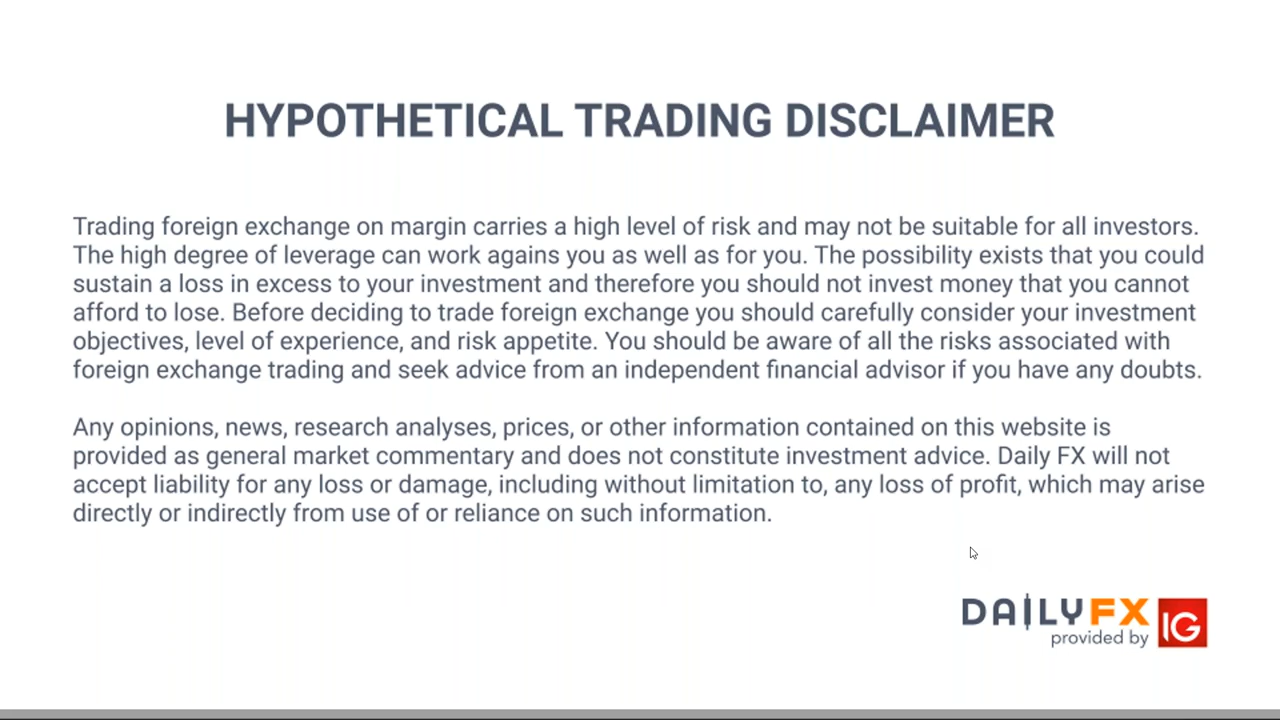 HYPOTHETICAL TRADING DISCLAIMER
Trading foreign exchange on margin carries a high level of risk and may not be suitable for all investors.
The high degree of leverage can work agains you as well as for you. The possibility exists that you could
sustain a loss in excess to your investment and therefore you should not invest money that you cannot
afford to lose. Before deciding to trade foreign exchange you should carefully consider your investment
objectives, level of experience, and risk appetite. You should be aware of all the risks associated with
foreign exchange trading and seek advice from an independent financial advisor if you have any doubts.
Any opinions, news, research analyses, prices, or other information contained on this website is
provided as general market commentary and does not constitute investment advice. Daily FX will not
accept liability for any loss or damage, including without limitation to, any loss of profit, which may arise
directly or indirectly from use of or reliance on such information.
DAILYFX
provided by IG